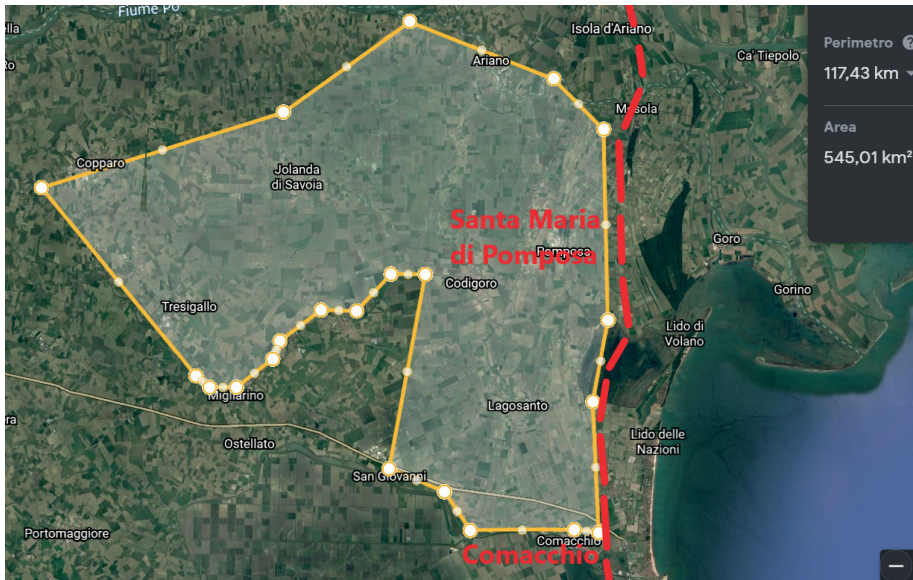 Fiume Po
Isola d'Ariano
Ariano
Ca' Tiepolo
Perimetro
117,43 km
Mesola
Area
545,01 km²
Copparo
Jolanda
di Savoia
Santa Maria
di Pomposa
Pomposa
Goro
Codigoro
Gorino
Tresigallo
Lido di
Volano
Migliarino
Lagosanto
Ostellato
Lido delle
Nazioni
San Giovanni
Portomaggiore
Comacchio
Comacchio